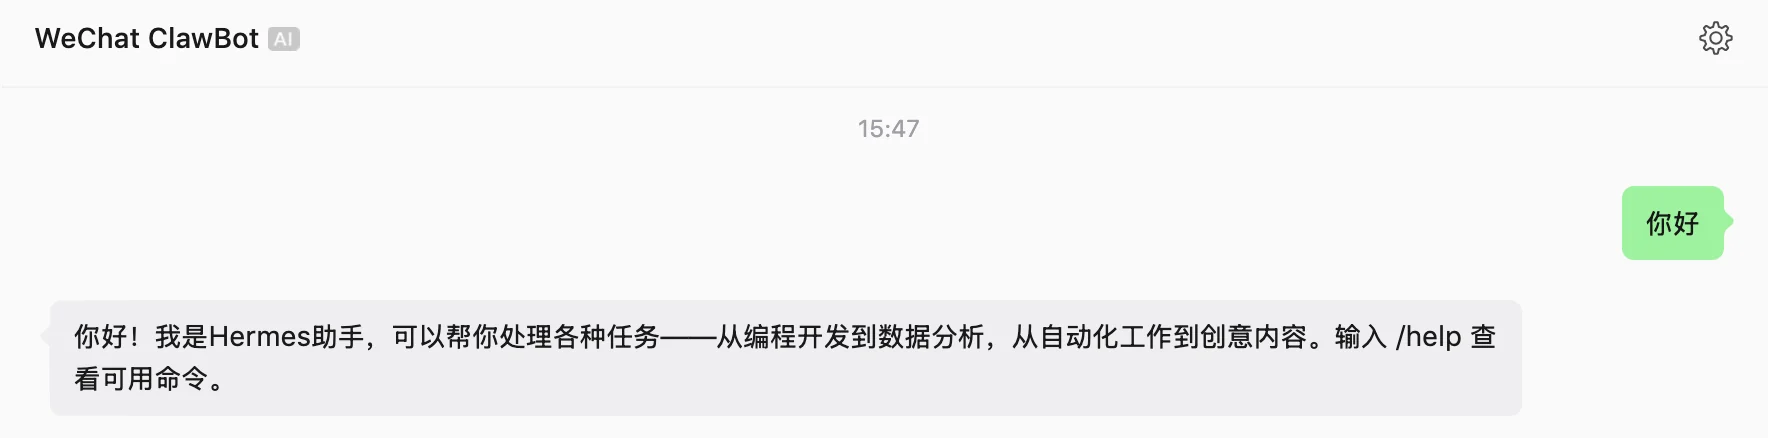 WeChat ClawBot AI
15:47
你好
你好！我是Hermes助手，可以帮你处理各种任务——从编程开发到数据分析，从自动化工作到创意内容。输入 /help 查
看可用命令。